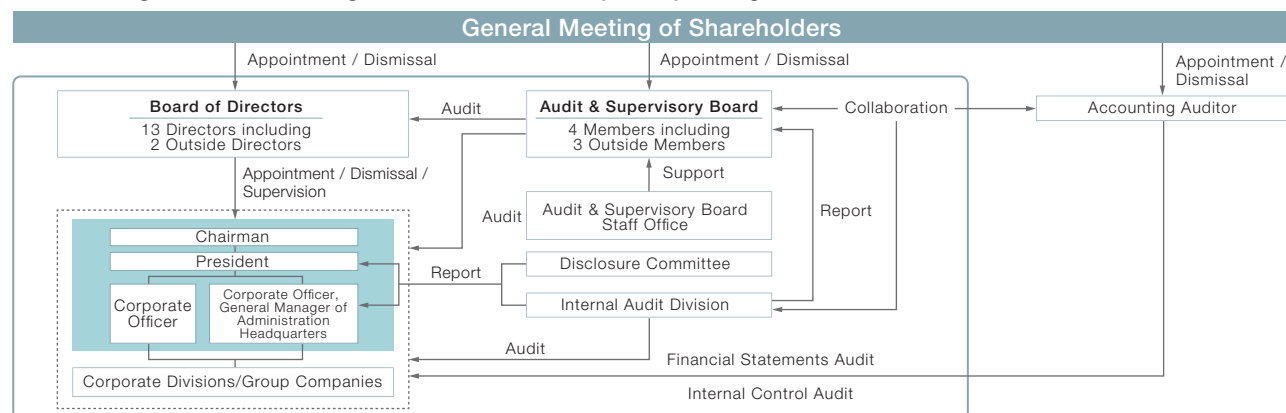 General Meeting of Shareholders
Appointment / Dismissal
Appointment / Dismissal
Appointment /
Dismissal
Board of Directors
13 Directors including
2 Outside Directors
Audit
Audit & Supervisory Board
4 Members including
3 Outside Members
Collaboration
Accounting Auditor
Appointment / Dismissal /
Supervision
Support
Audit
Audit & Supervisory Board
Staff Office
Report
Chairman
President
Report
Disclosure Committee
Corporate
Officer
Corporate Officer,
General Manager of
Administration
Headquarters
Internal Audit Division
Audit
Financial Statements Audit
Corporate Divisions/Group Companies
Internal Control Audit